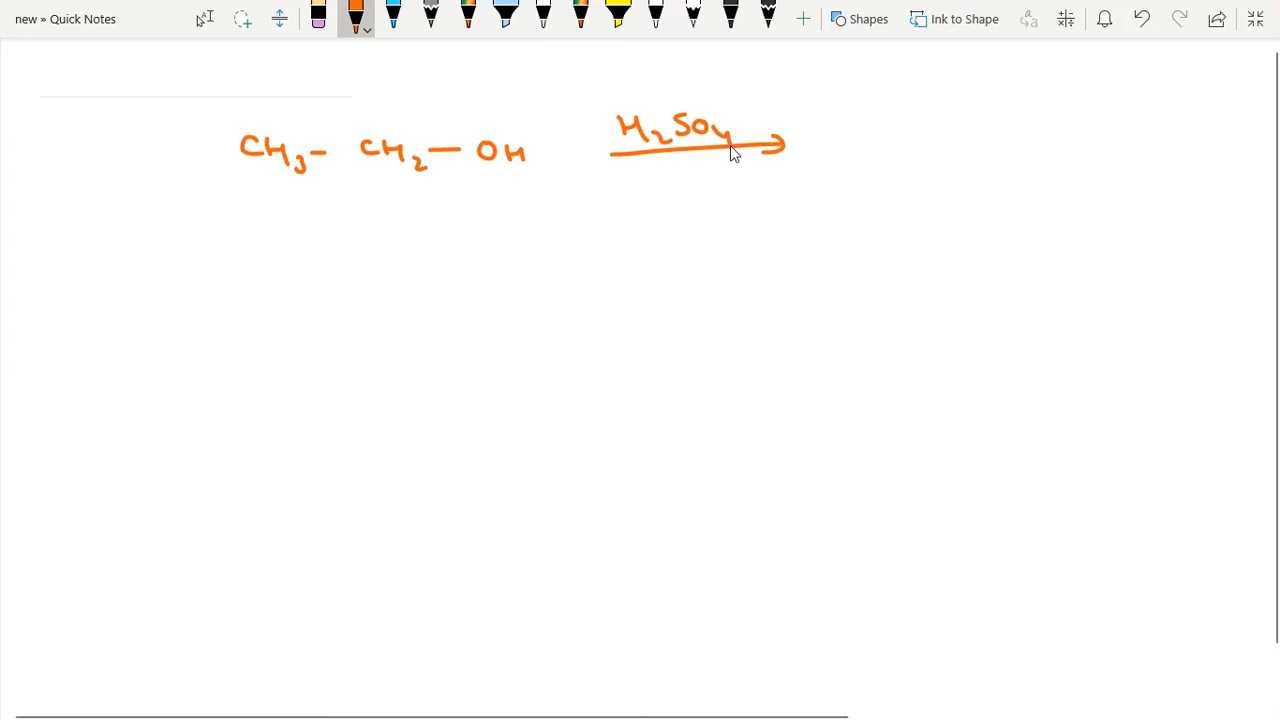 new » Quick Notes
Shapes
Ink to Shape
H2SO4
CH3- CH2-OH